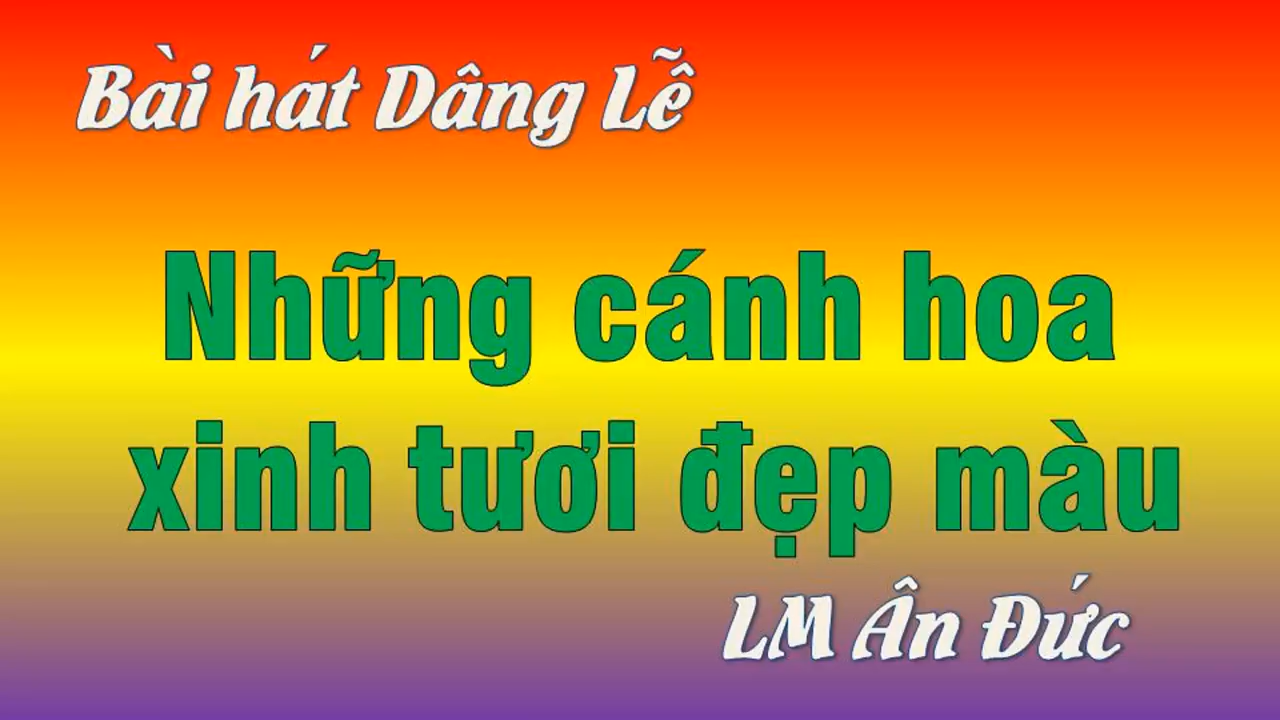 Bài hát Dâng Lễ
Những cánh hoa
xinh tươi đẹp màu
LM Ân Đức